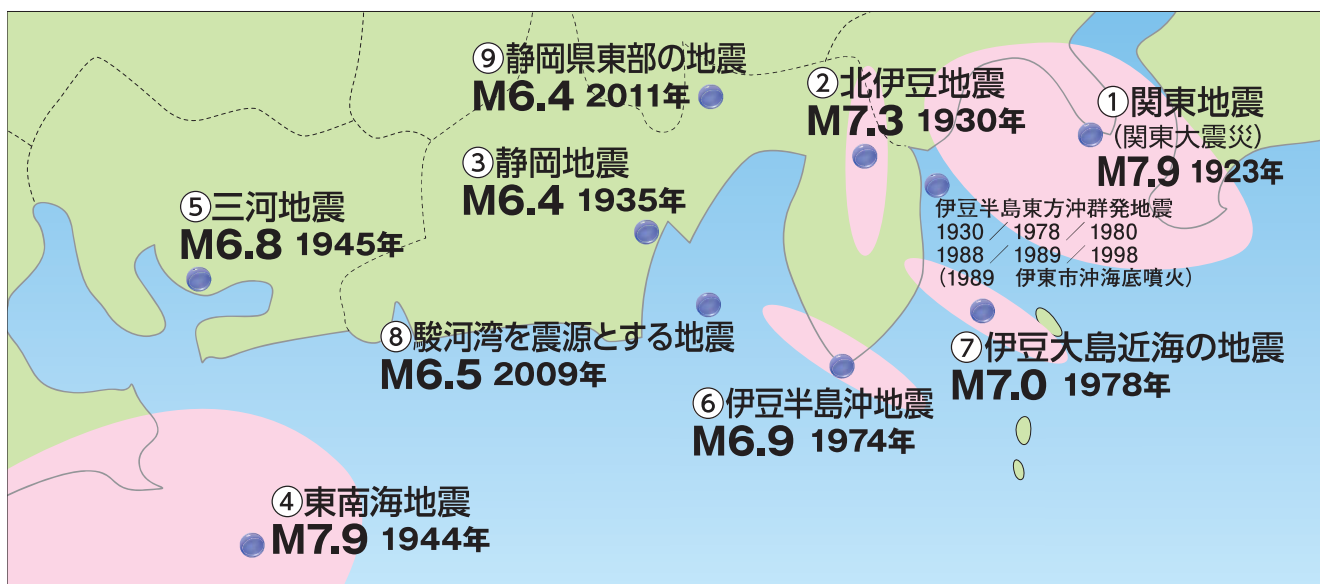 ⑨静岡県東部の地震
M6.4 2011年
②北伊豆地震
M7.3 1930年
①関東地震
(関東大震災)
M7.9 1923年
③静岡地震
M6.4 1935年
⑤三河地震
M6.8 1945年
伊豆半島東方沖群発地震
1930／1978／1980
1988／1989／1998
(1989 伊東市沖海底噴火)
⑧駿河湾を震源とする地震
M6.5 2009年
⑦伊豆大島近海の地震
M7.0 1978年
⑥伊豆半島沖地震
M6.9 1974年
④東南海地震
M7.9 1944年